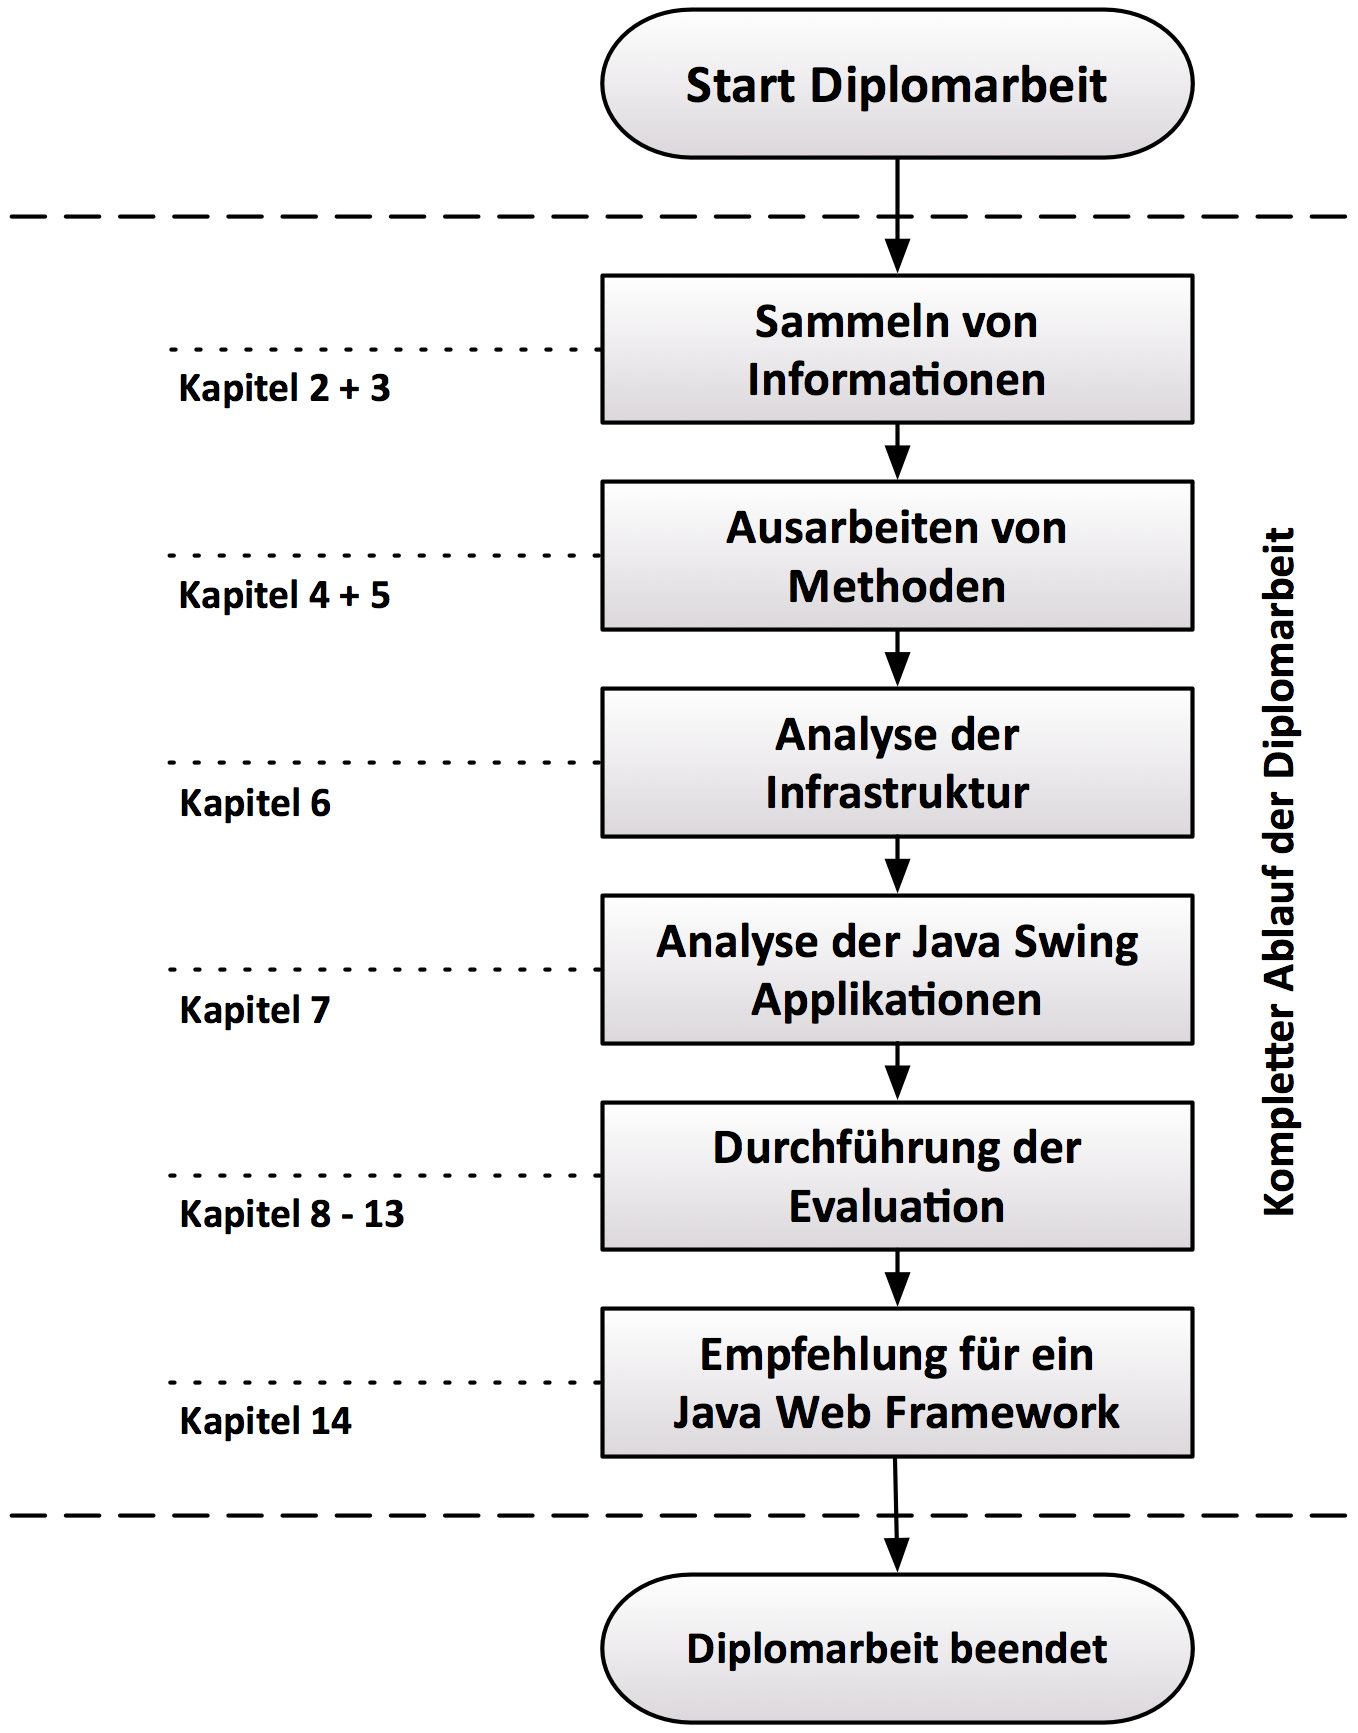 Start Diplomarbeit
Sammeln von
Informationen
Kapitel 2 + 3
Ausarbeiten von
Methoden
Kapitel 4 + 5
Analyse der
Infrastruktur
Kapitel 6
Analyse der Java Swing
Applikationen
Kapitel 7
Durchführung der
Evaluation
Kapitel 8 - 13
Empfehlung für ein
Java Web Framework
Kapitel 14
Kompletter Ablauf der Diplomarbeit
Diplomarbeit beendet